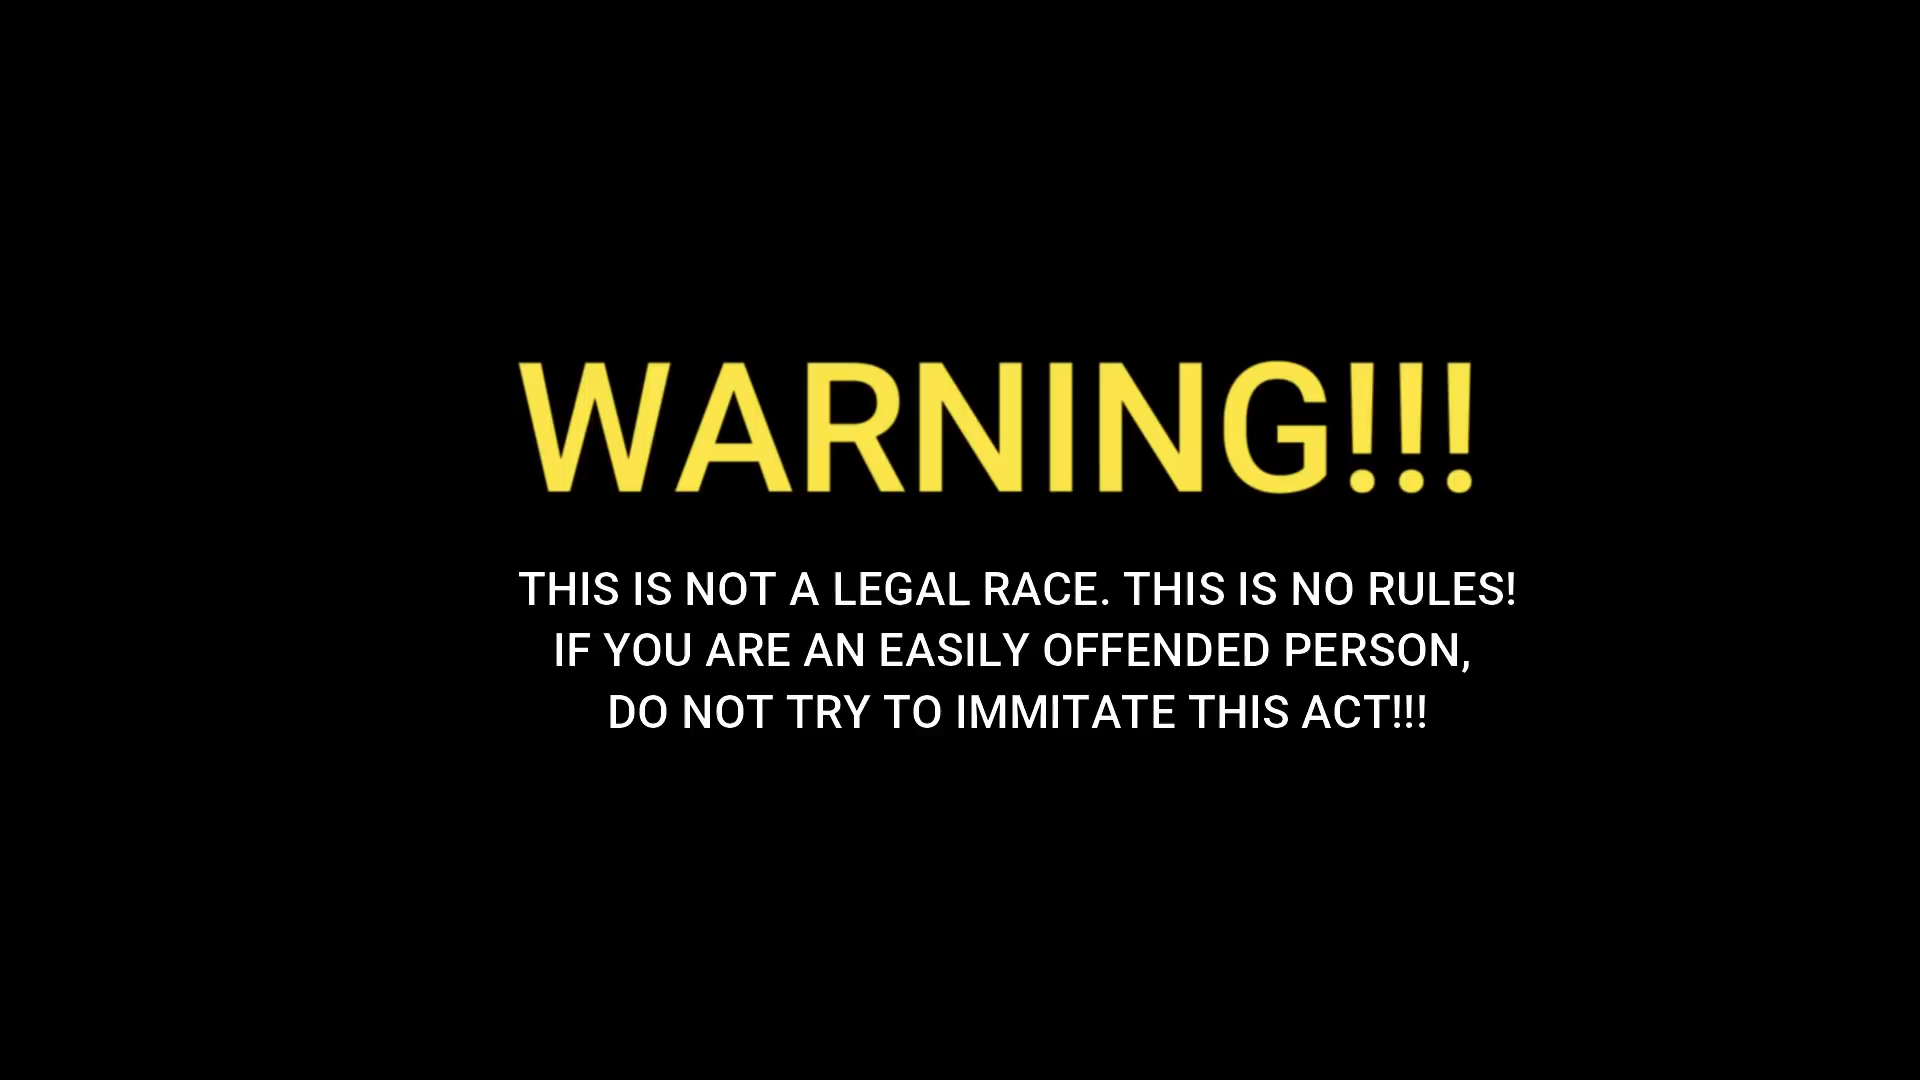 WARNING!!!
THIS IS NOT A LEGAL RACE. THIS IS NO RULES!
IF YOU ARE AN EASILY OFFENDED PERSON,
DO NOT TRY TO IMMITATE THIS ACT!!!